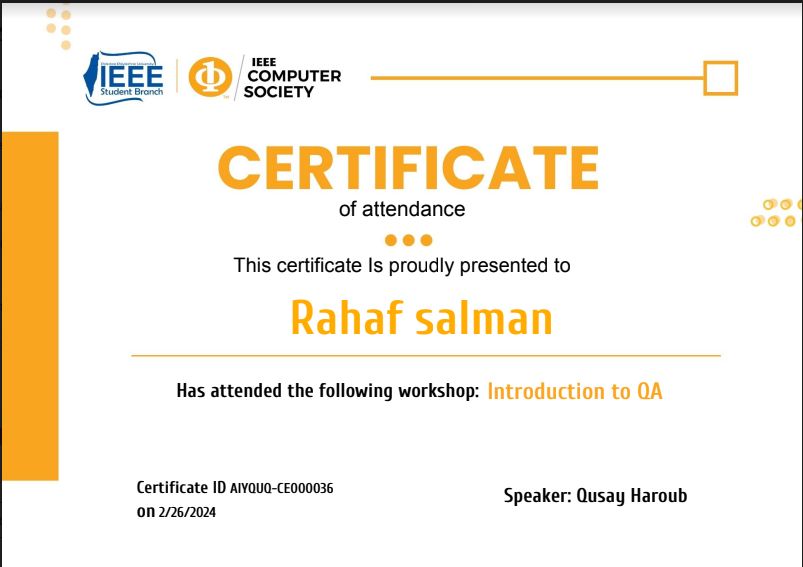 IEEE
Student Branch
IEEE
COMPUTER
SOCIETY
CERTIFICATE
of attendance
This certificate Is proudly presented to
Rahaf salman
Has attended the following workshop: Introduction to QA
Certificate ID AIYQUQ-CE000036
on 2/26/2024
Speaker: Qusay Haroub